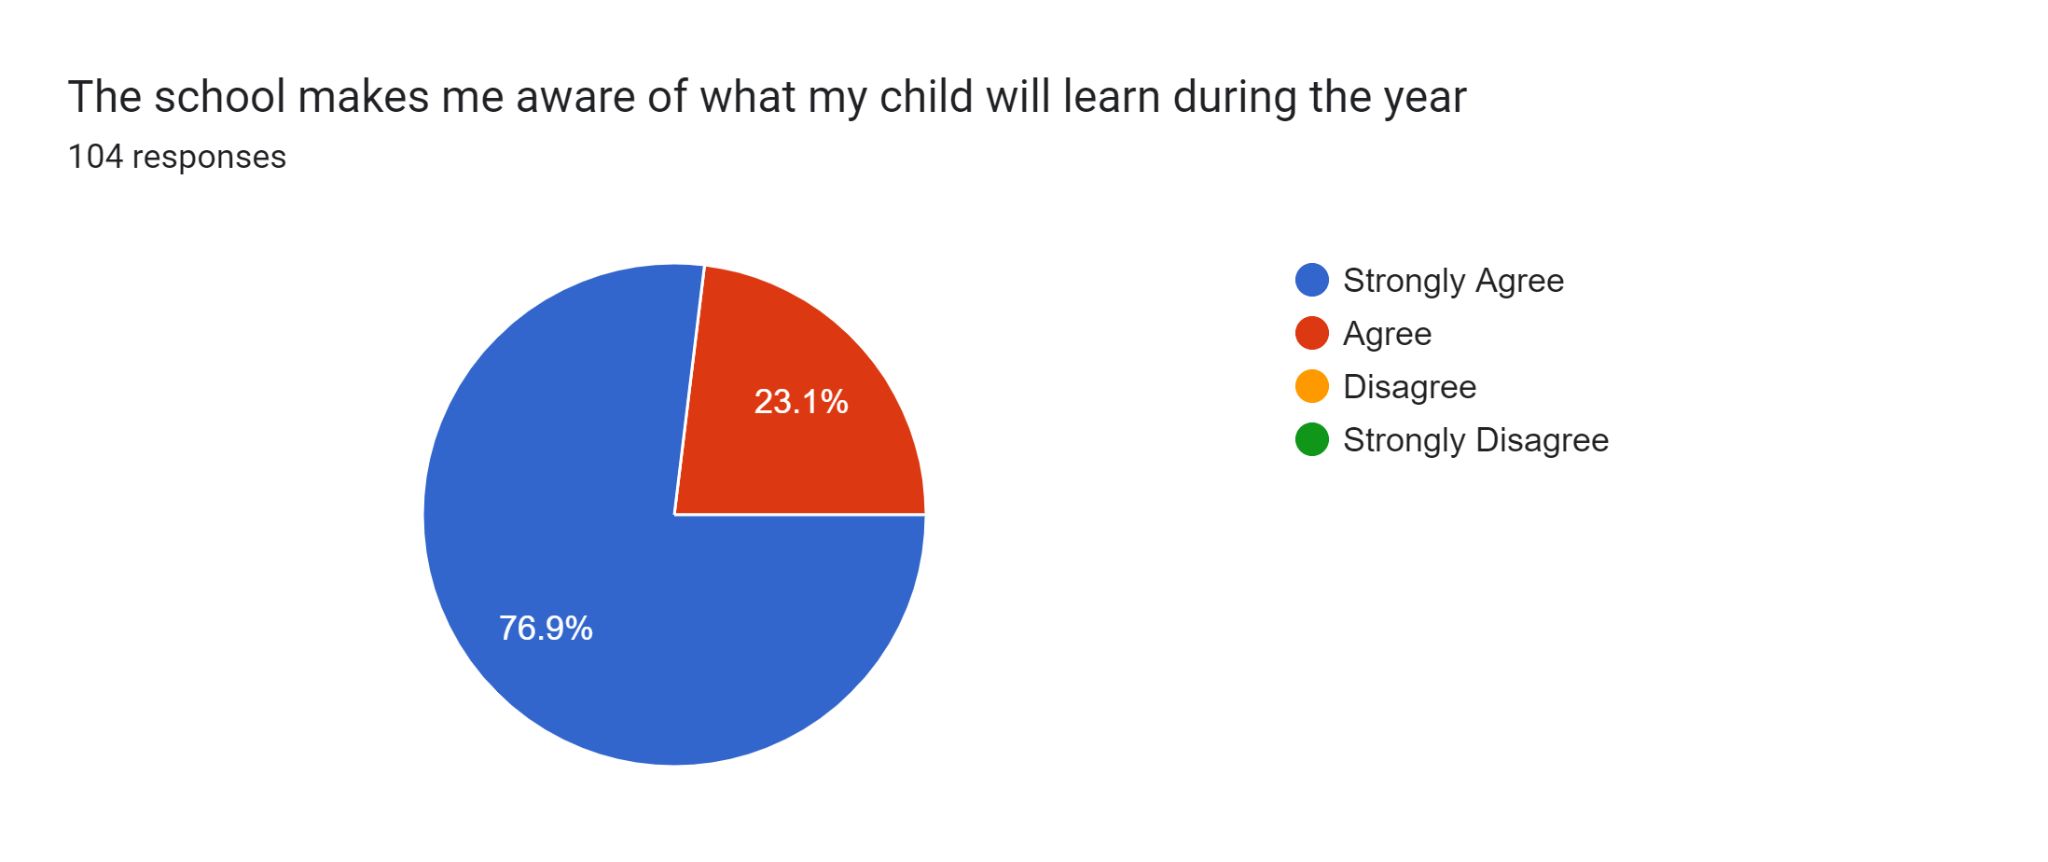 The school makes me aware of what my child will learn during the year
104 responses
Strongly Agree
Agree
Disagree
Strongly Disagree
23.1%
76.9%